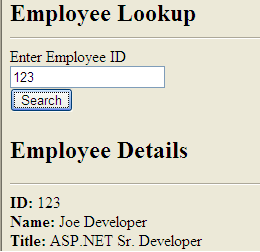 Employee Lookup
Enter Employee ID
123
Search
Employee Details
ID: 123
Name: Joe Developer
Title: ASP.NET Sr. Developer